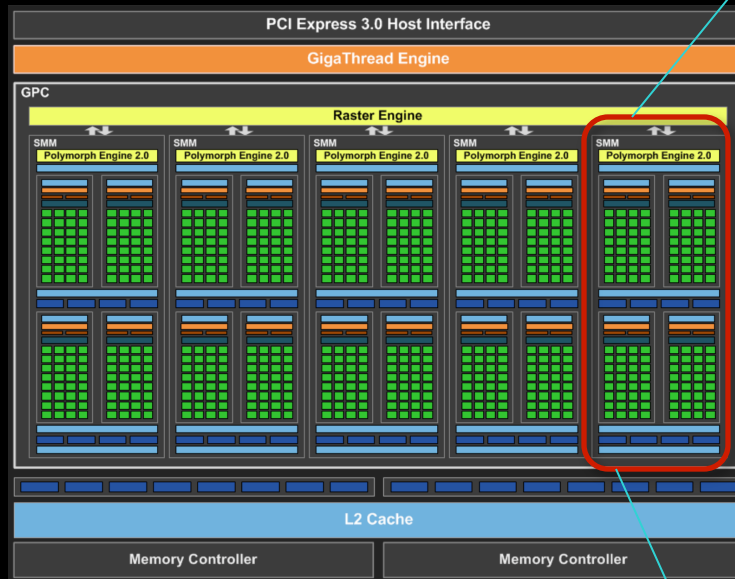 PCI Express 3.0 Host Interface
GigaThread Engine
GPC
Raster Engine
SMM SMM SMM SMM SMM
Polymorph Engine 2.0 Polymorph Engine 2.0 Polymorph Engine 2.0 Polymorph Engine 2.0 Polymorph Engine 2.0
L2 Cache
Memory Controller Memory Controller